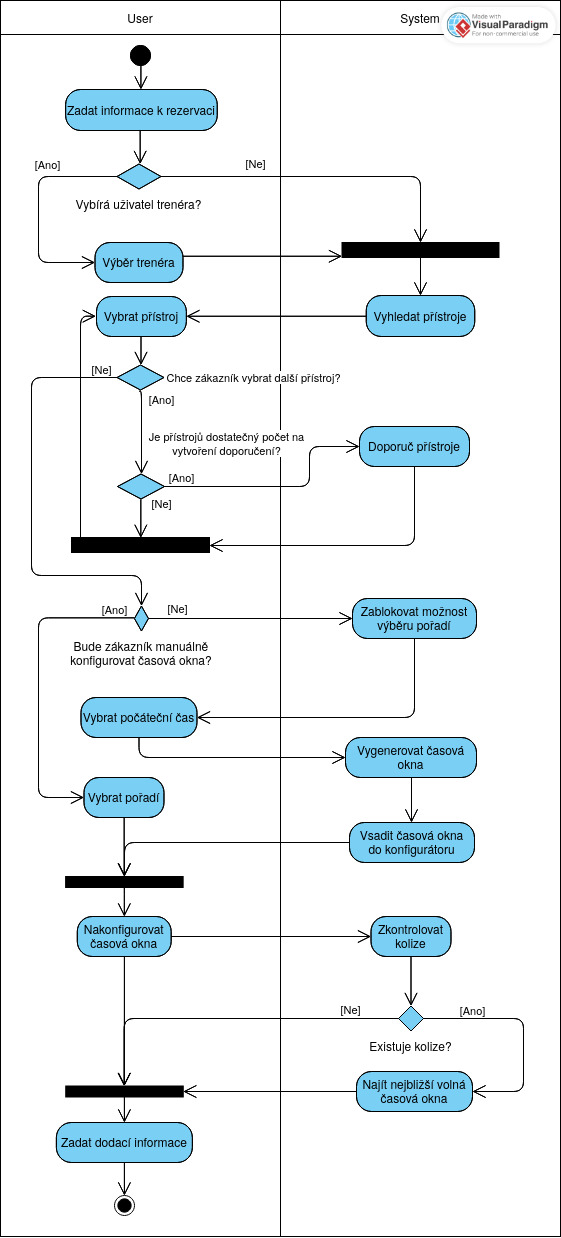 User
System
Made with
VisualParadigm
For non-commercial use
Zadat informace k rezervaci
[Ano]
[Ne]
Vybírá uživatel trenéra?
Výběr trenéra
Vybrat přístroj
Vyhledat přístroje
[Ne]
Chce zákazník vybrat další přístroj?
[Ano]
Je přístrojů dostatečný počet na
vytvoření doporučení?
Doporuč přístroje
[Ano]
[Ne]
[Ano]
[Ne]
Zablokovat možnost
výběru pořadí
Bude zákazník manuálně
konfigurovat časová okna?
Vybrat počáteční čas
Vygenerovat časová
okna
Vybrat pořadí
Vsadit časová okna
do konfigurátoru
Nakonfigurovat
časová okna
Zkontrolovat
kolize
[Ne]
[Ano]
Existuje kolize?
Najít nejbližší volná
časová okna
Zadat dodací informace